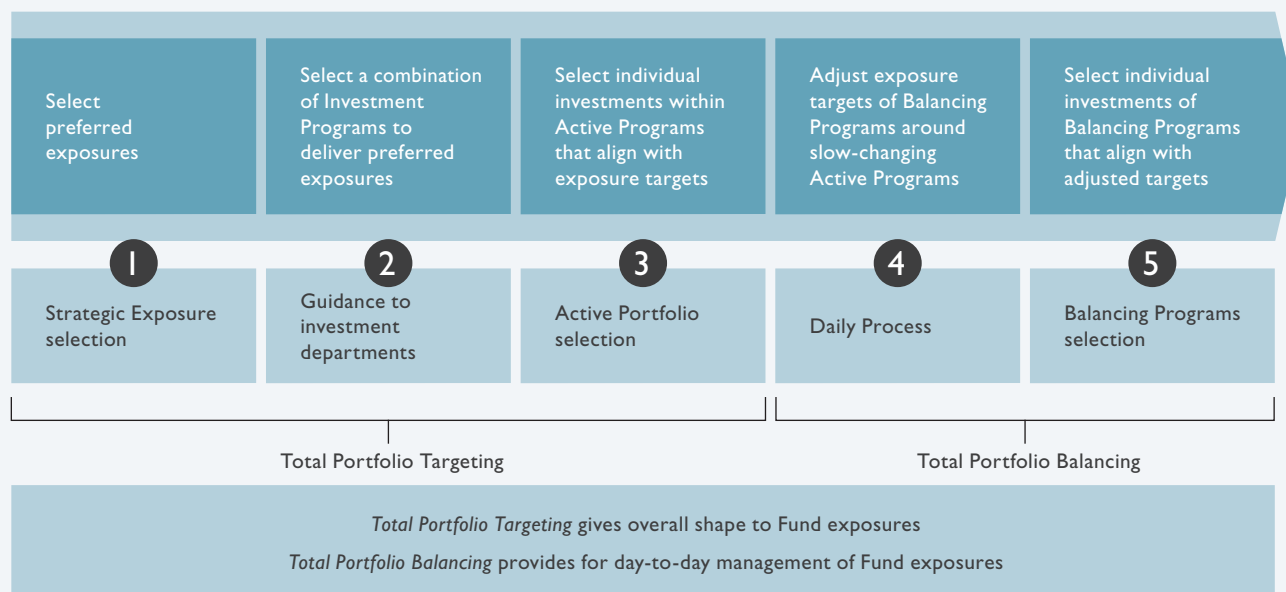 Select
preferred
exposures
Select a combination
of Investment
Programs to
deliver preferred
exposures
Select individual
investments within
Active Programs
that align with
exposure targets
Adjust exposure
targets of Balancing
Programs around
slow-changing
Active Programs
Select individual
investments of
Balancing Programs
that align with
adjusted targets
1
Strategic Exposure
selection
2
Guidance to
investment
departments
3
Active Portfolio
selection
4
Daily Process
5
Balancing Programs
selection
Total Portfolio Targeting
Total Portfolio Balancing
Total Portfolio Targeting gives overall shape to Fund exposures
Total Portfolio Balancing provides for day-to-day management of Fund exposures